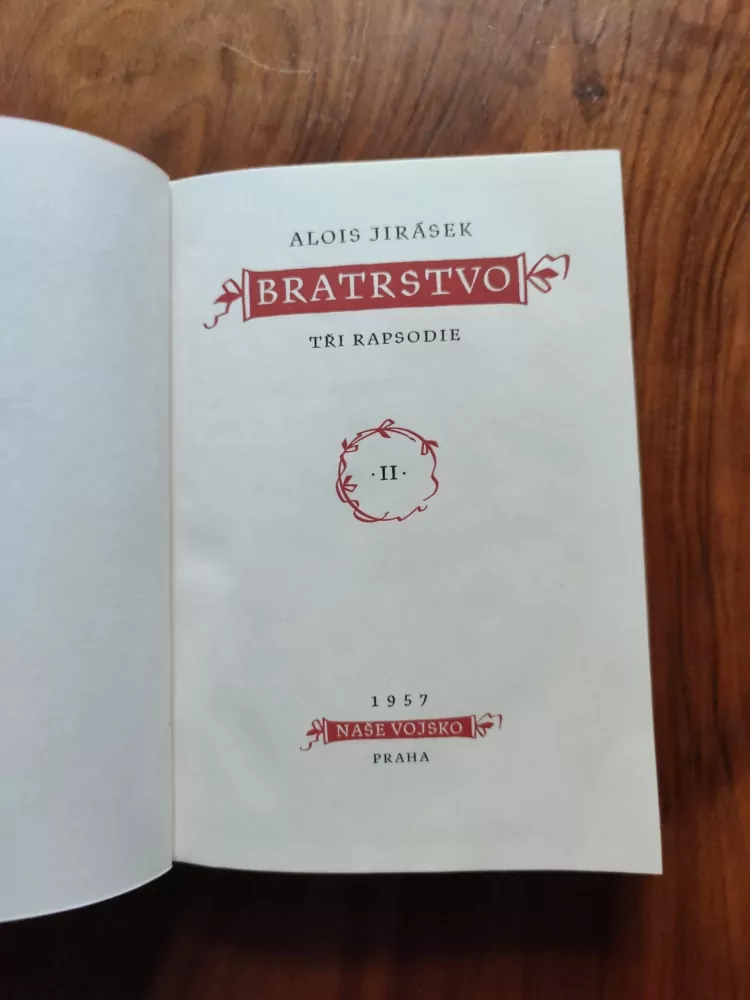 ALOIS JIRÁSEK
BRATRSTVO
TŘI RAPSODIE
·II·
1957
NAŠE VOJSKO
PRAHA